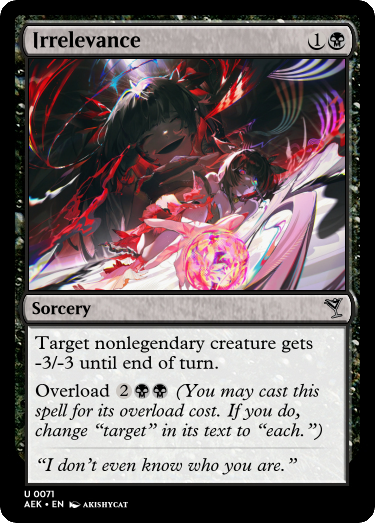 Irrelevance 1
Sorcery
Target nonlegendary creature gets
-3/-3 until end of turn.
Overload 2 (You may cast this
spell for its overload cost. If you do,
change “target” in its text to “each.”)
“I don’t even know who you are.”
U 0071
AEK • EN AKISHYCAT